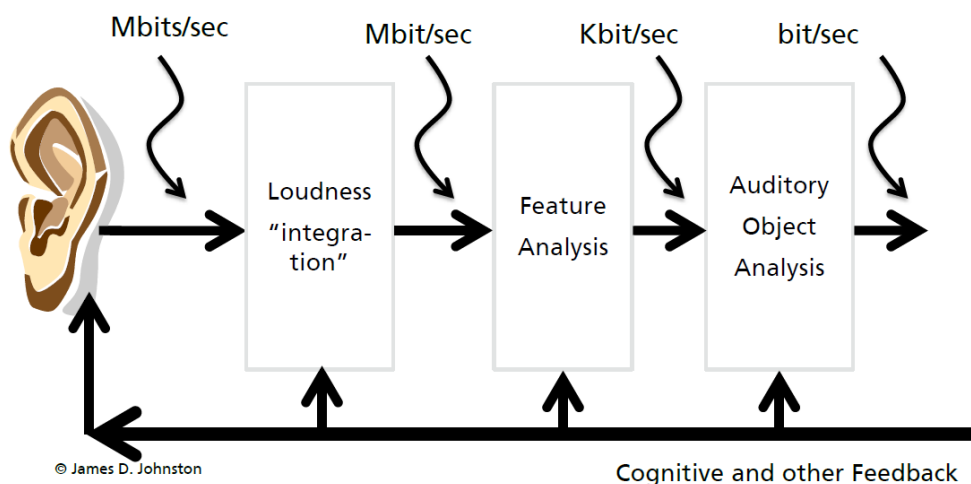 Mbits/sec
Mbit/sec
Kbit/sec
bit/sec
Loudness
“integra-
tion”
Feature
Analysis
Auditory
Object
Analysis
© James D. Johnston
Cognitive and other Feedback